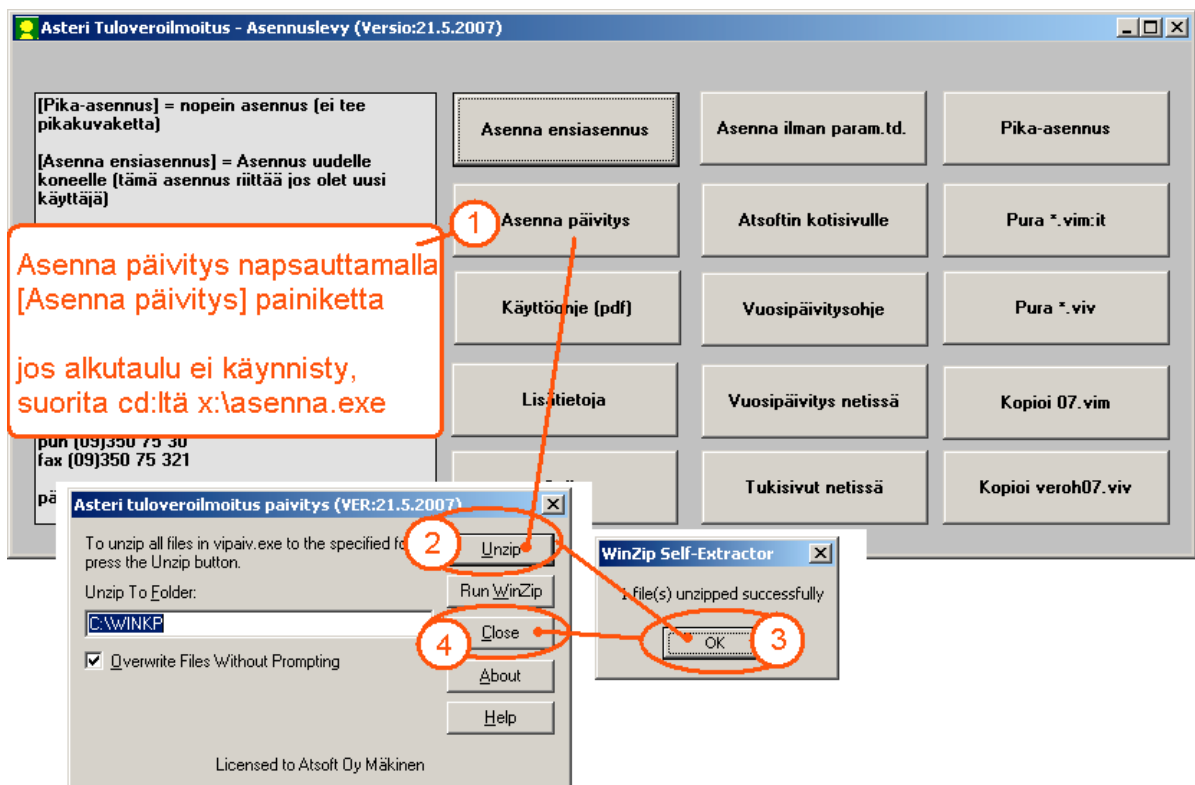 Asteri Tuloveroilmoitus - Asennuslevy (Versio:21.5.2007)
[Pika-asennus] = nopein asennus (ei tee
pikakuvaketta)
[Asenna ensiasennus] = Asennus uudelle
koneelle (tämä asennus riittää jos olet uusi
käyttäjä)
1
Asenna päivitys napsauttamalla
[Asenna päivitys] painiketta
jos alkutaulu ei käynnisty,
suorita cd:ltä x:\asenna.exe
puh (09)350 75 30
fax (09)350 75 321
Asenna ensiasennus
Asenna ilman param.td.
Pika-asennus
Asenna päivitys
Atsoftin kotisivulle
Pura *.vim:it
Käyttöohje (pdf)
Vuosipäivitysohje
Pura *.viv
Lisätietoja
Vuosipäivitys netissä
Kopioi 07.vim
Tukisivut netissä
Kopioi veroh07.viv
Asteri tuloveroilmoitus paivitys (VER:21.5.2007)
To unzip all files in vipaiv.exe to the specified
press the Unzip button.
Unzip To Folder:
C:\WINKP
Overwrite Files Without Prompting
2
Unzip
Run WinZip
4
Close
About
Help
Licensed to Atsoft Oy Mäkinen
WinZip Self-Extractor
1 file(s) unzipped successfully
OK
3